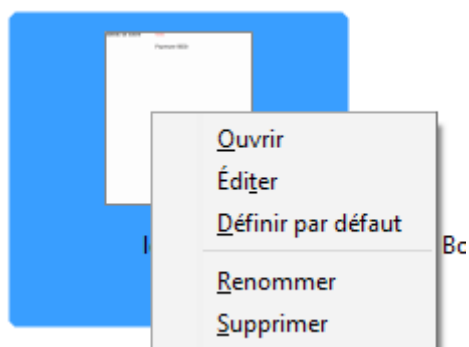 Ouvrir
Éditer
Définir par défaut
Renommer
Supprimer